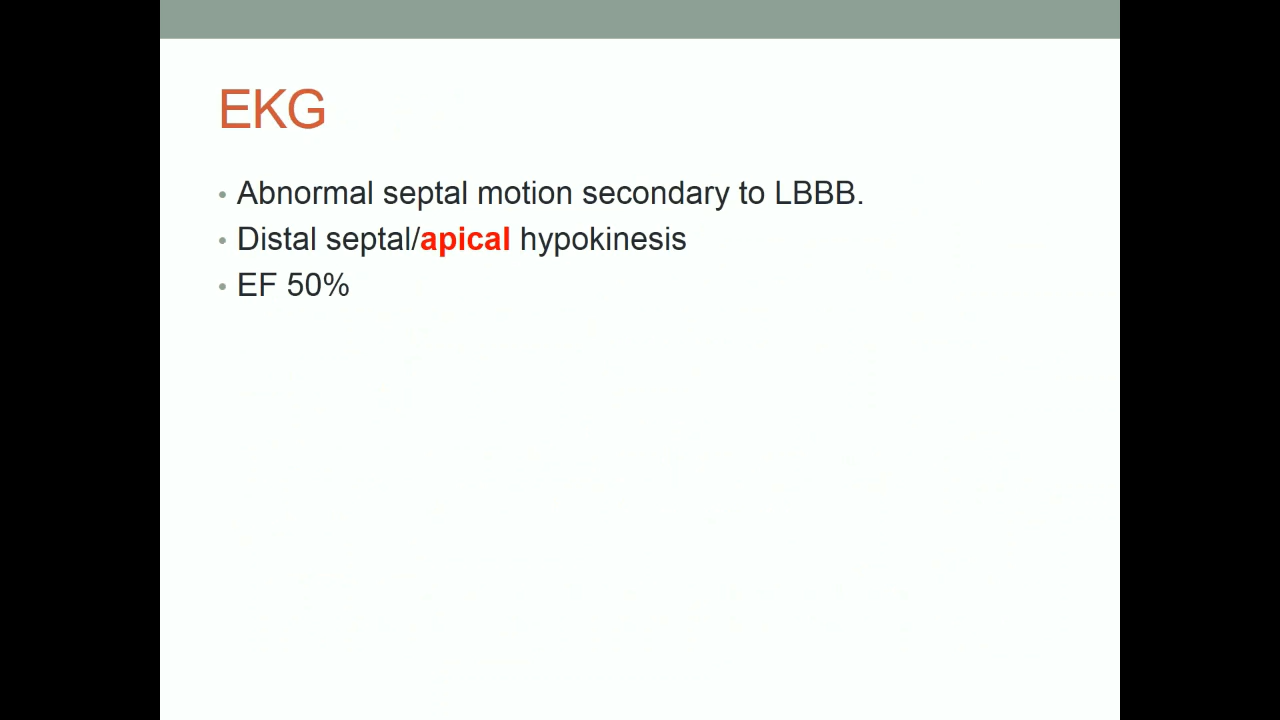 EKG
• Abnormal septal motion secondary to LBBB.
• Distal septal/apical hypokinesis
• EF 50%